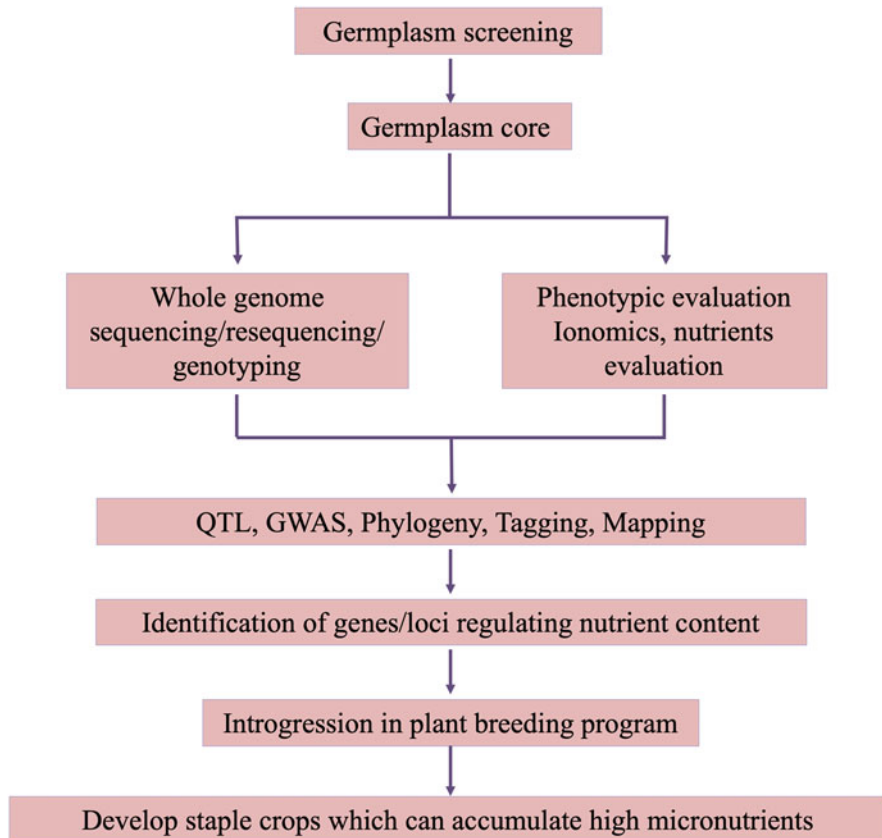 Germplasm screening
Germplasm core
Whole genome
sequencing/resequencing/
genotyping
Phenotypic evaluation
Ionomics, nutrients
evaluation
QTL, GWAS, Phylogeny, Tagging, Mapping
Identification of genes/loci regulating nutrient content
Introgression in plant breeding program
Develop staple crops which can accumulate high micronutrients